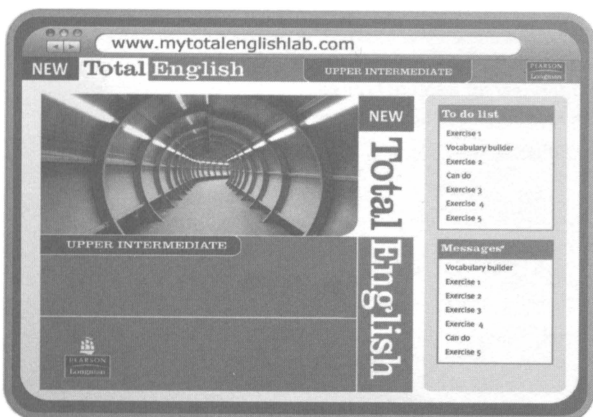 www.mytotalenglishlab.com
NEW Total English
UPPER INTERMEDIATE
PEARSON
Longman
NEW
Total English
UPPER INTERMEDIATE
PEARSON
Longman
To do list
Exercise 1
Vocabulary builder
Exercise 2
Can do
Exercise 3
Exercise 4
Exercise 5
Messages*
Vocabulary builder
Exercise 1
Exercise 2
Exercise 3
Exercise 4
Can do
Exercise 5